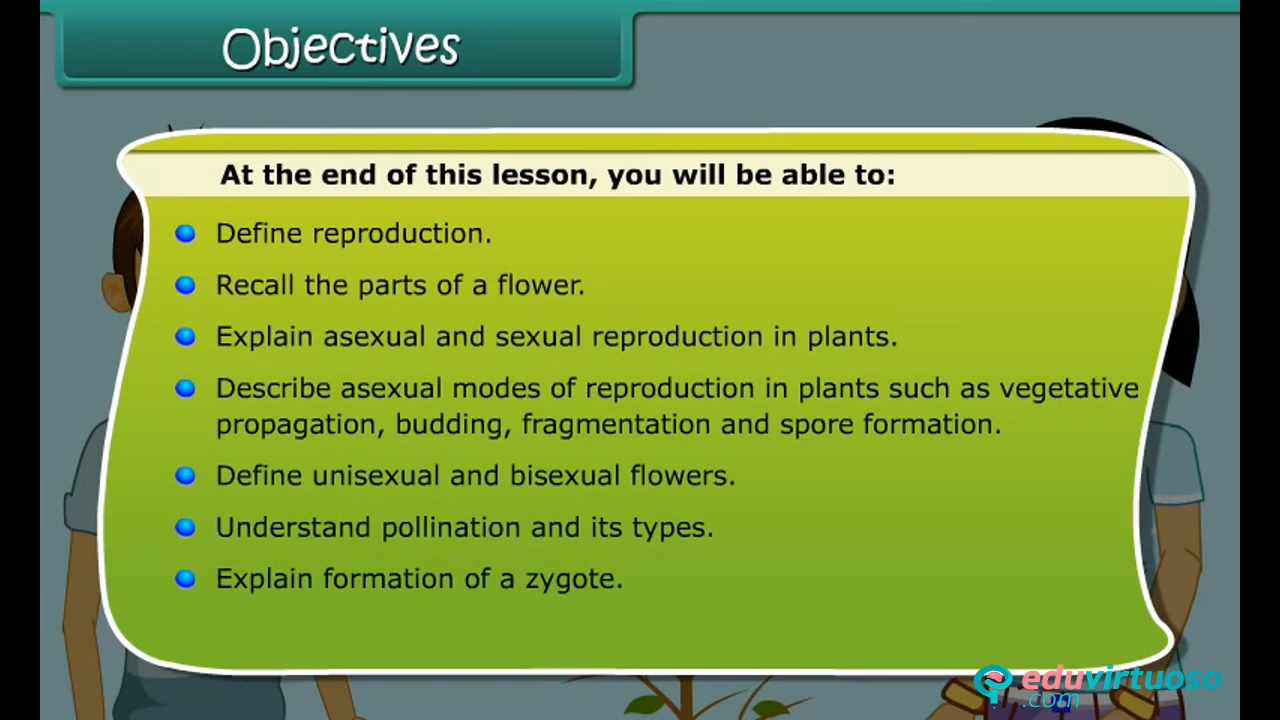 Objectives
At the end of this lesson, you will be able to:
Define reproduction.
Recall the parts of a flower.
Explain asexual and sexual reproduction in plants.
Describe asexual modes of reproduction in plants such as vegetative
propagation, budding, fragmentation and spore formation.
Define unisexual and bisexual flowers.
Understand pollination and its types.
Explain formation of a zygote.
eduvirtuoso
.com